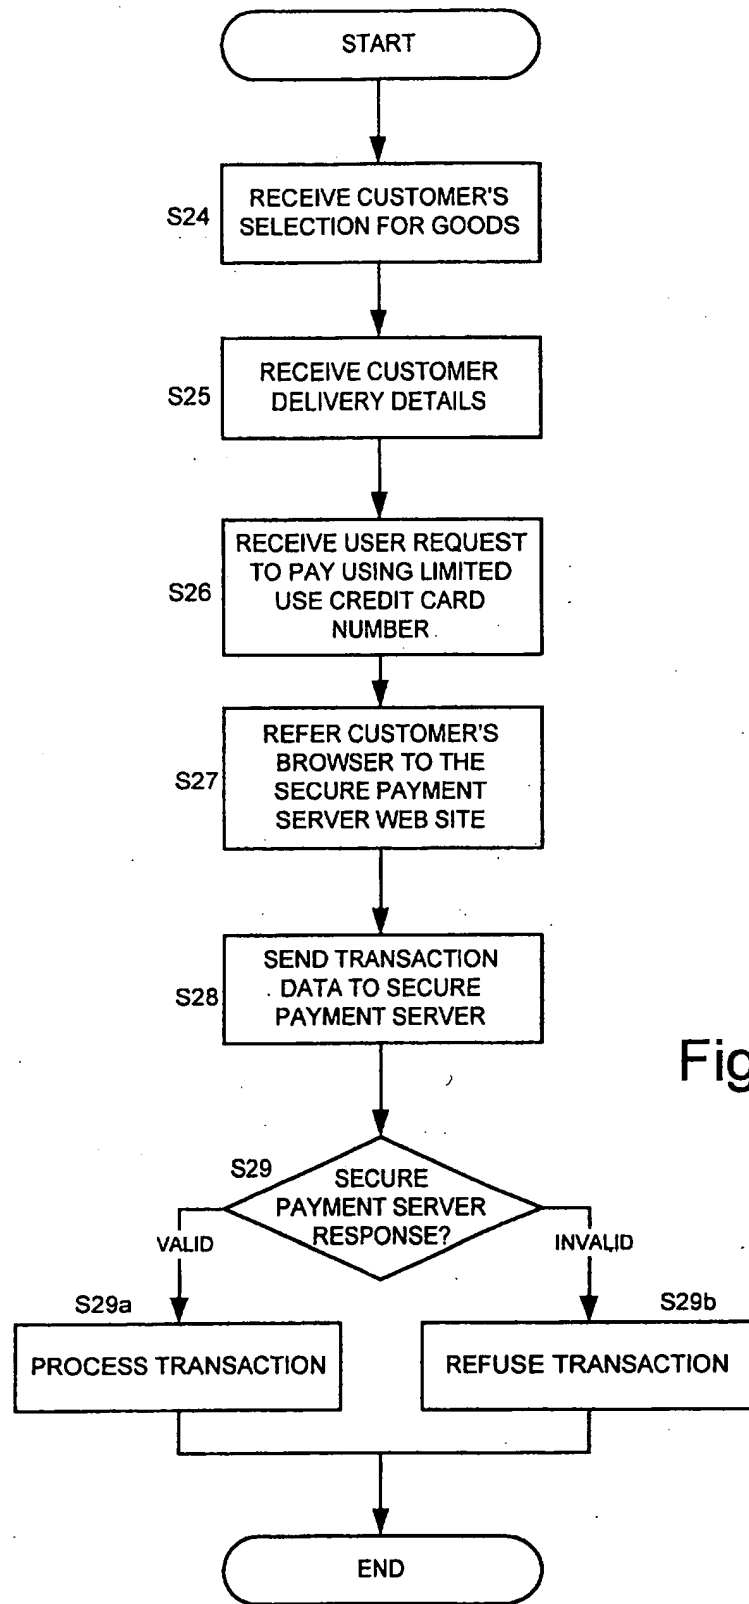 START
S24
RECEIVE CUSTOMER'S
SELECTION FOR GOODS
S25
RECEIVE CUSTOMER
DELIVERY DETAILS
S26
RECEIVE USER REQUEST
TO PAY USING LIMITED
USE CREDIT CARD
NUMBER
S27
REFER CUSTOMER'S
BROWSER TO THE
SECURE PAYMENT
SERVER WEB SITE
S28
SEND TRANSACTION
DATA TO SECURE
PAYMENT SERVER
Fig
S29
SECURE
PAYMENT SERVER
RESPONSE?
VALID
INVALID
S29a
S29b
PROCESS TRANSACTION
REFUSE TRANSACTION
END